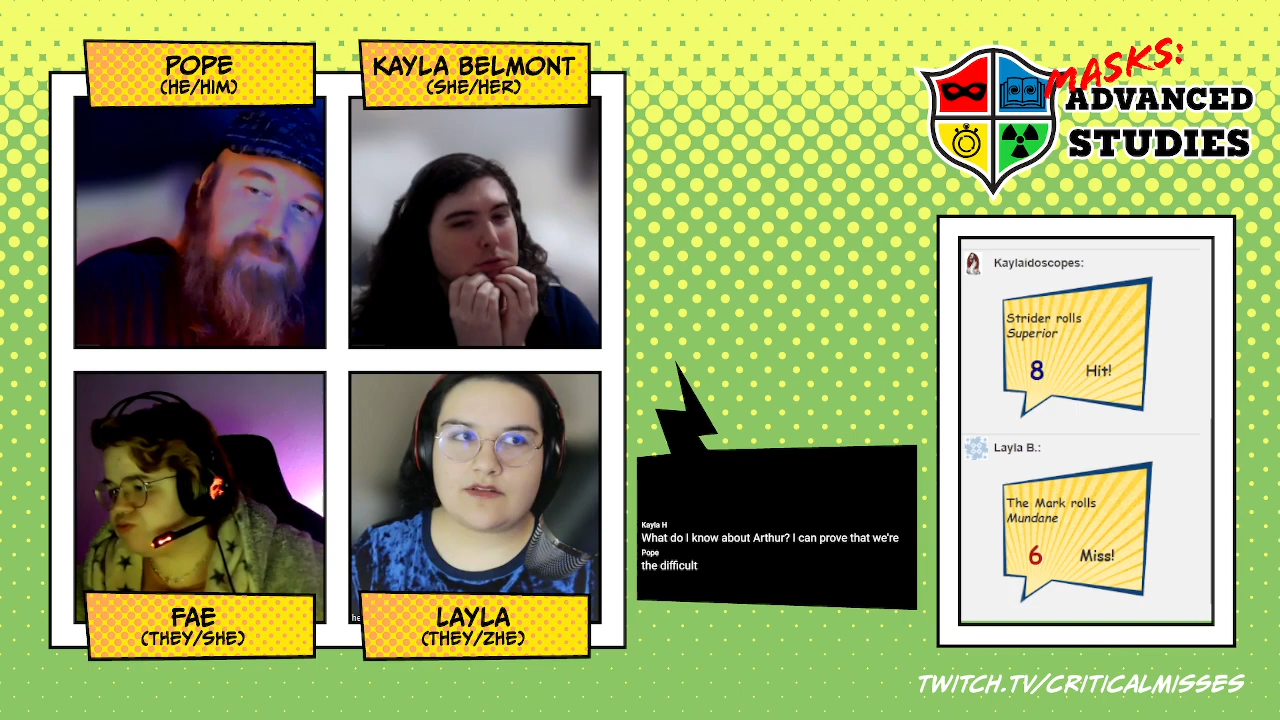 POPE
(HE/HIM)
KAYLA BELMONT
(SHE/HER)
FAE
(THEY/SHE)
he
LAYLA
(THEY/ZHE)
Kayla H
What do I know about Arthur? I can prove that we're
Pope
the difficult
MASKS:
ADVANCED
STUDIES
Kaylaidoscopes:
Strider rolls
Superior
8 Hit!
Layla B.:
The Mark rolls
Mundane
6 Miss!
TWITCH.TV/CRITICALMISSES